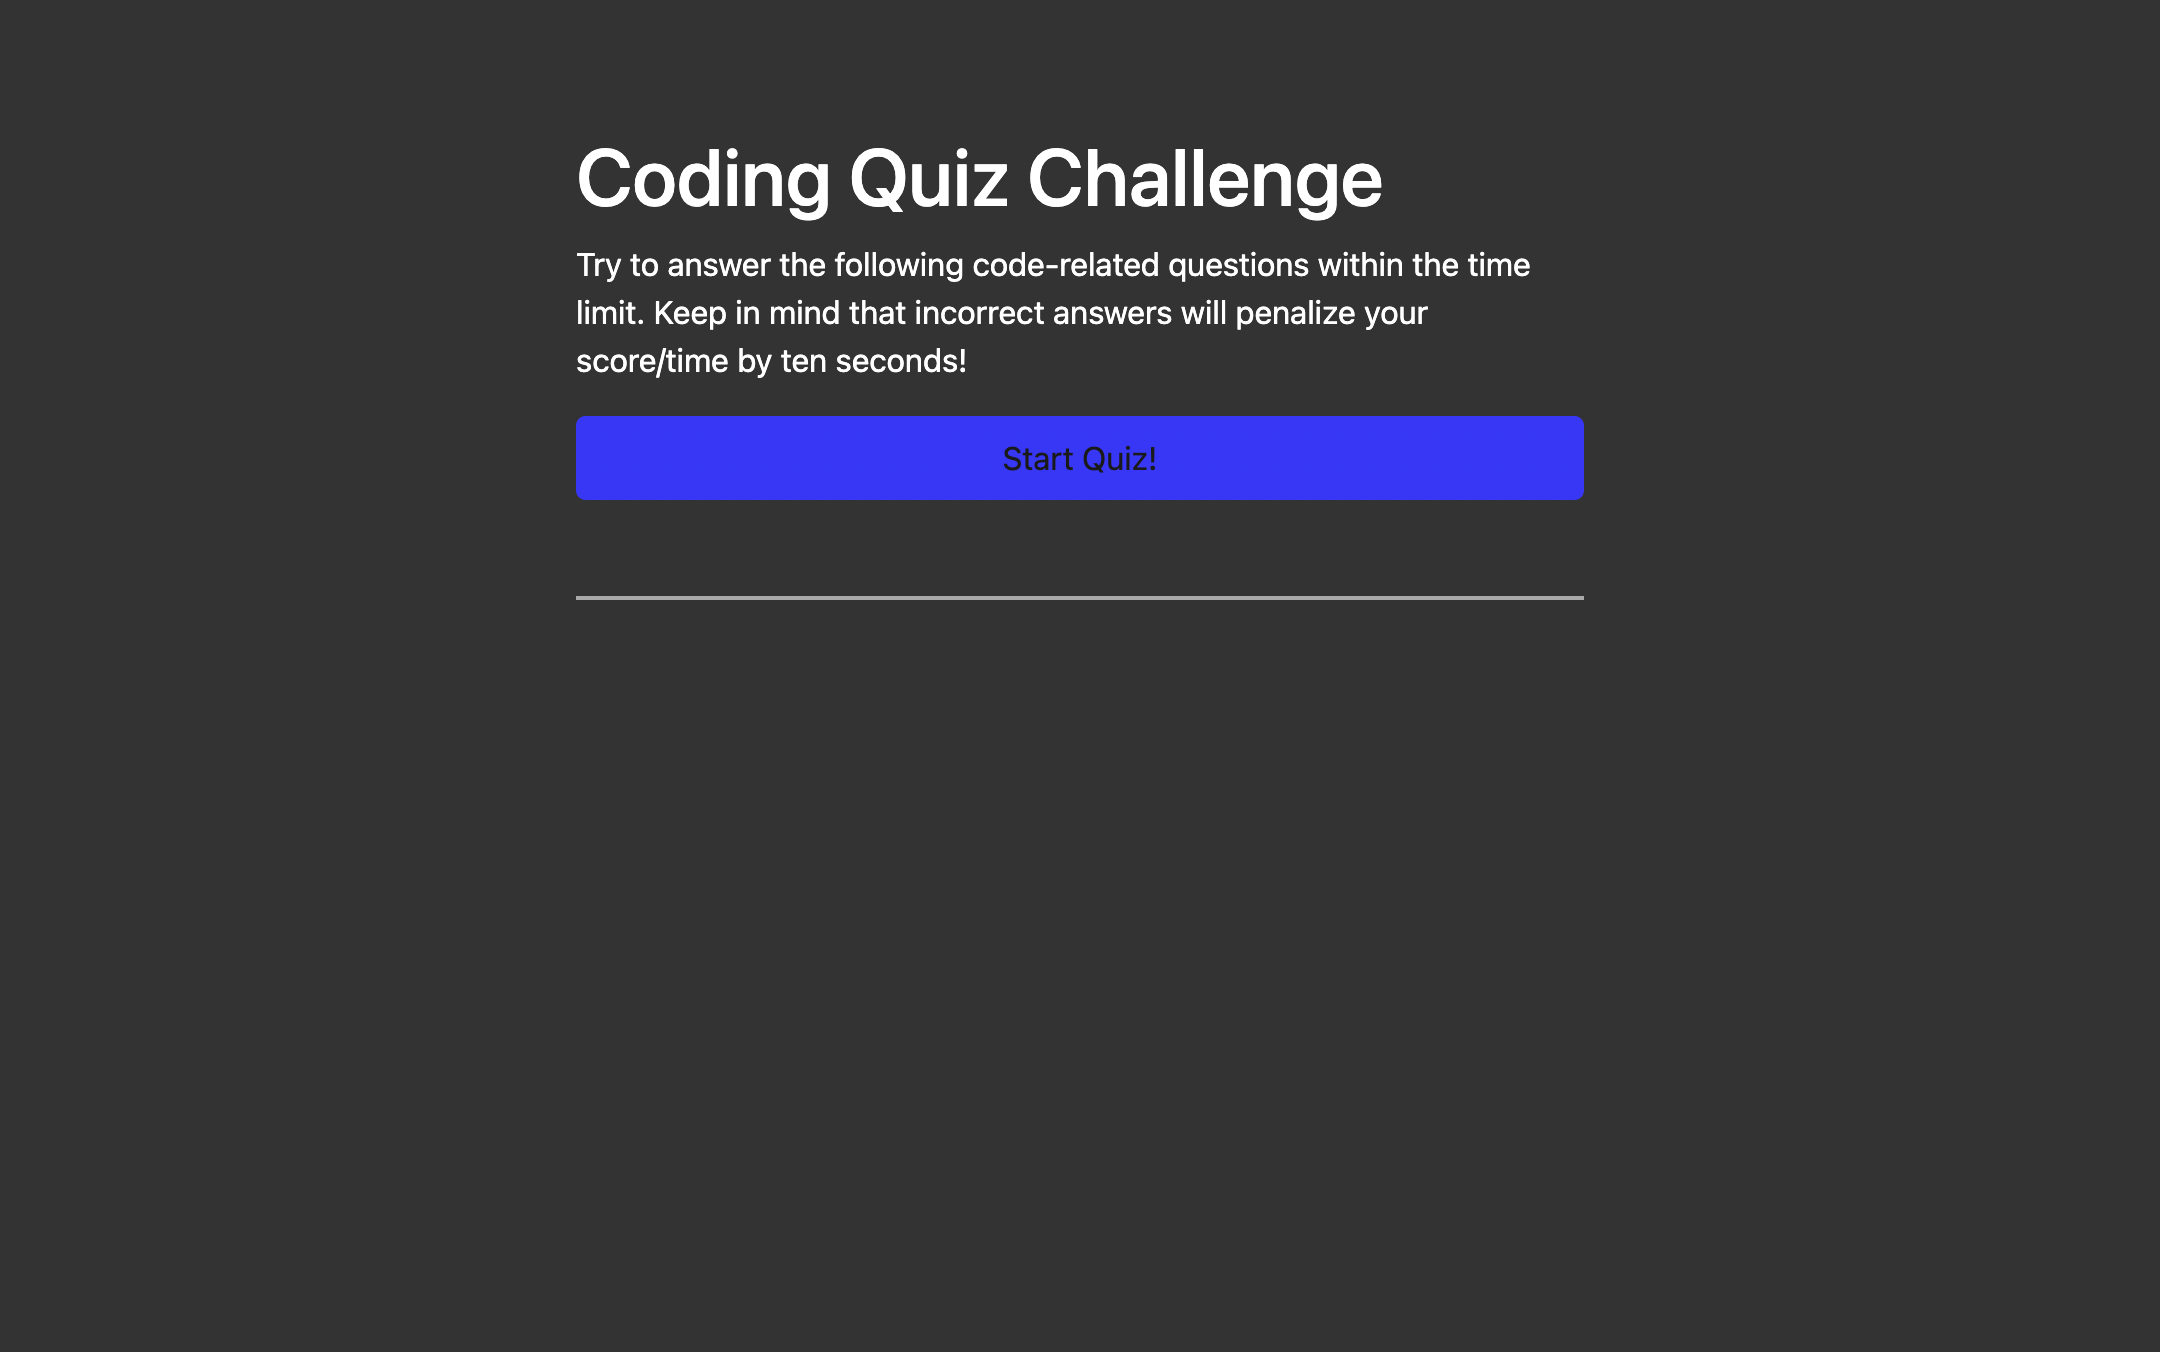 Coding Quiz Challenge
Try to answer the following code-related questions within the time
limit. Keep in mind that incorrect answers will penalize your
score/time by ten seconds!
Start Quiz!